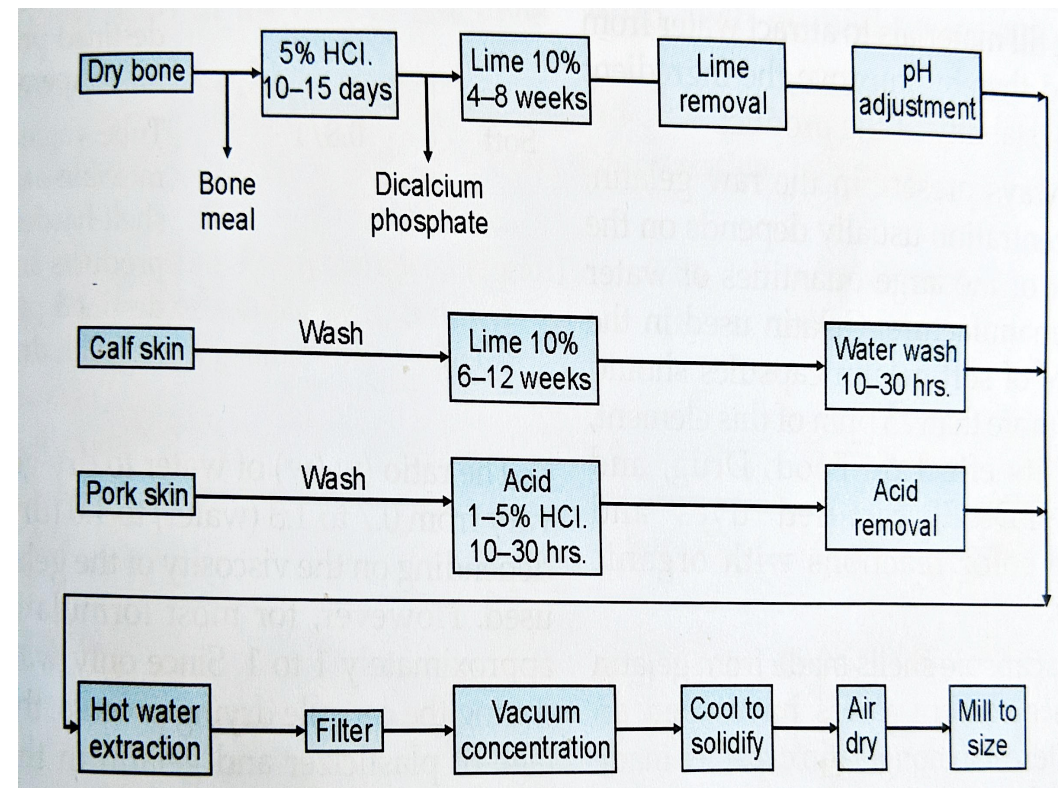 Dry bone
5% HCl.
10–15 days
Lime 10%
4–8 weeks
Lime
removal
pH
adjustment
Bone
meal
Dicalcium
phosphate
Calf skin
Wash
Lime 10%
6–12 weeks
Water wash
10–30 hrs.
Pork skin
Wash
Acid
1–5% HCl.
10–30 hrs.
Acid
removal
Hot water
extraction
Filter
Vacuum
concentration
Cool to
solidify
Air
dry
Mill to
size